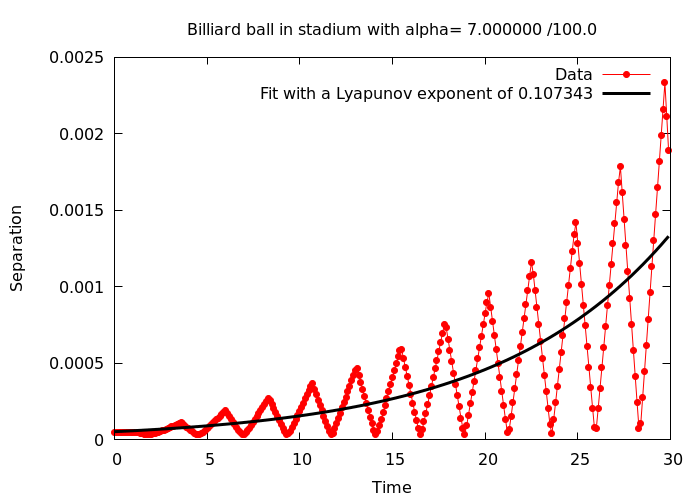 Billiard ball in stadium with alpha= 7.000000 /100.0
Data
Fit with a Lyapunov exponent of 0.107343
0.0025
0.002
0.0015
0.001
0.0005
0
Separation
0 5 10 15 20 25 30
Time